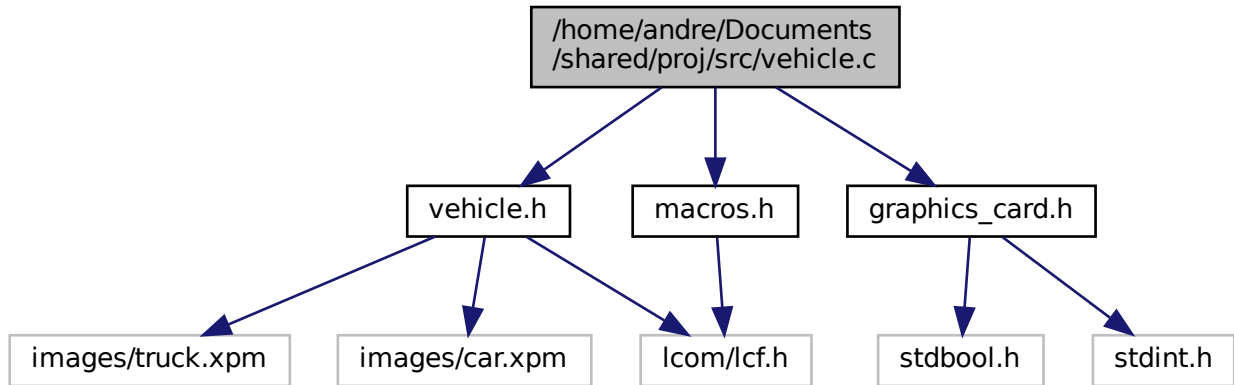 /home/andre/Documents
/shared/proj/src/vehicle.c
vehicle.h
macros.h
graphics_card.h
images/truck.xpm
images/car.xpm
lcom/lcf.h
stdbool.h
stdint.h